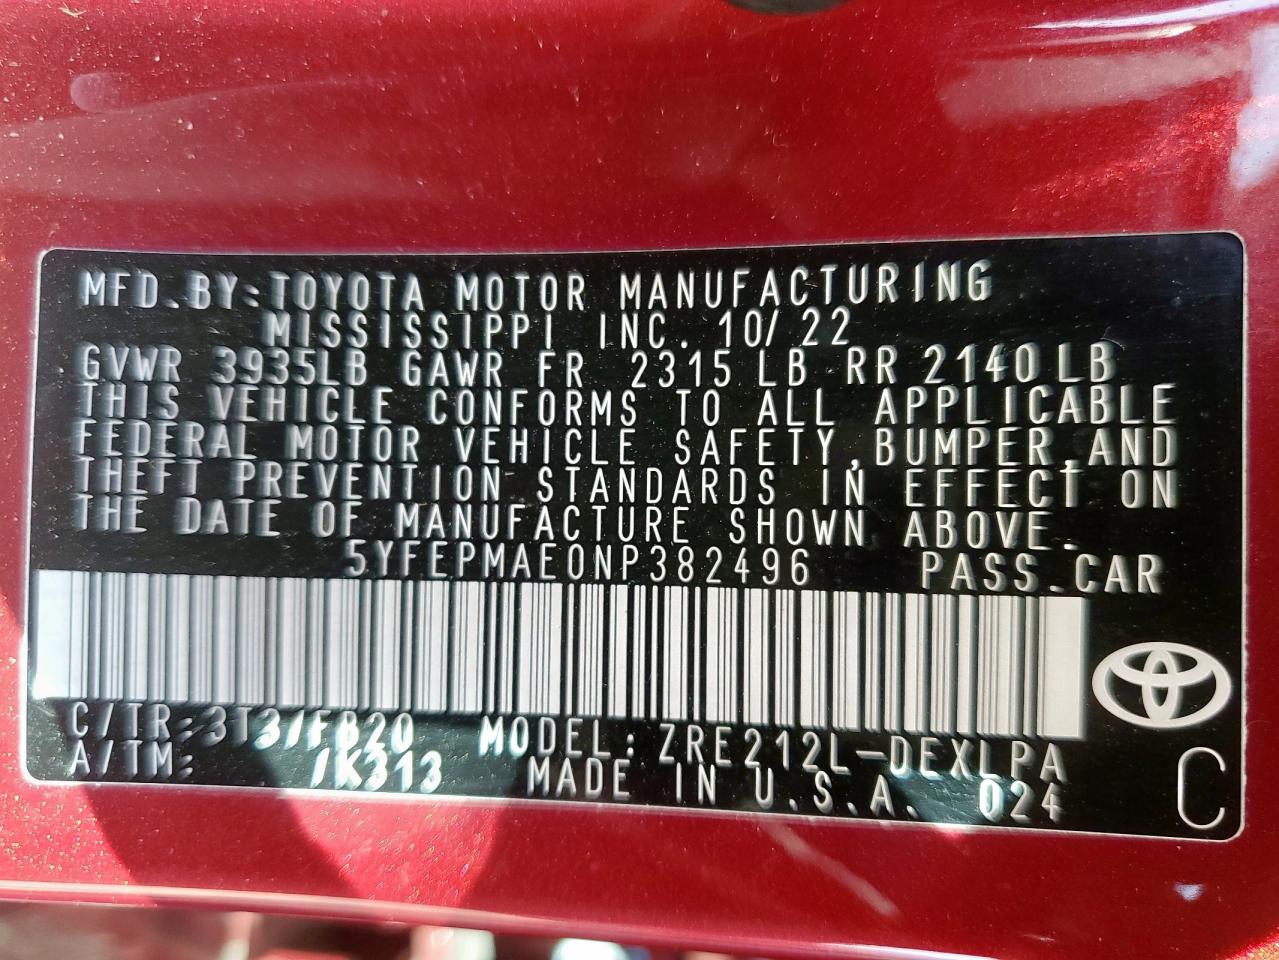 MFD.BY:TOYOTA MOTOR MANUFACTURING
MISSISSIPPI INC. 10/22
GVWR 3935LB GAWR FR 2315LB RR 2140LB
THIS VEHICLE CONFORMS TO ALL APPLICABLE
FEDERAL MOTOR VEHICLE SAFETY,BUMPER,AND
THEFT PREVENTION STANDARDS IN EFFECT ON
THE DATE OF MANUFACTURE SHOWN ABOVE.
5YFEPMAE0NP382496 PASS.CAR
C/TR:3T3/FB20 MODEL:ZRE212L-DEXLPA
A/TM: /K313 MADE IN U.S.A. 024
C